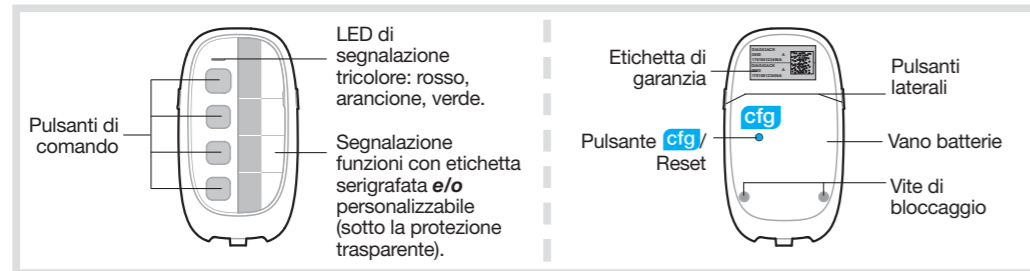 LED di
segnalazione
tricolore: rosso,
arancione, verde.
Pulsanti di
comando
Segnalazione
funzioni con etichetta
serigrafata e/o
personalizzabile
(sotto la protezione
trasparente).
Etichetta di
garanzia
Pulsanti
laterali
cfg
Pulsante cfg/
Reset
Vano batterie
Vite di
bloccaggio